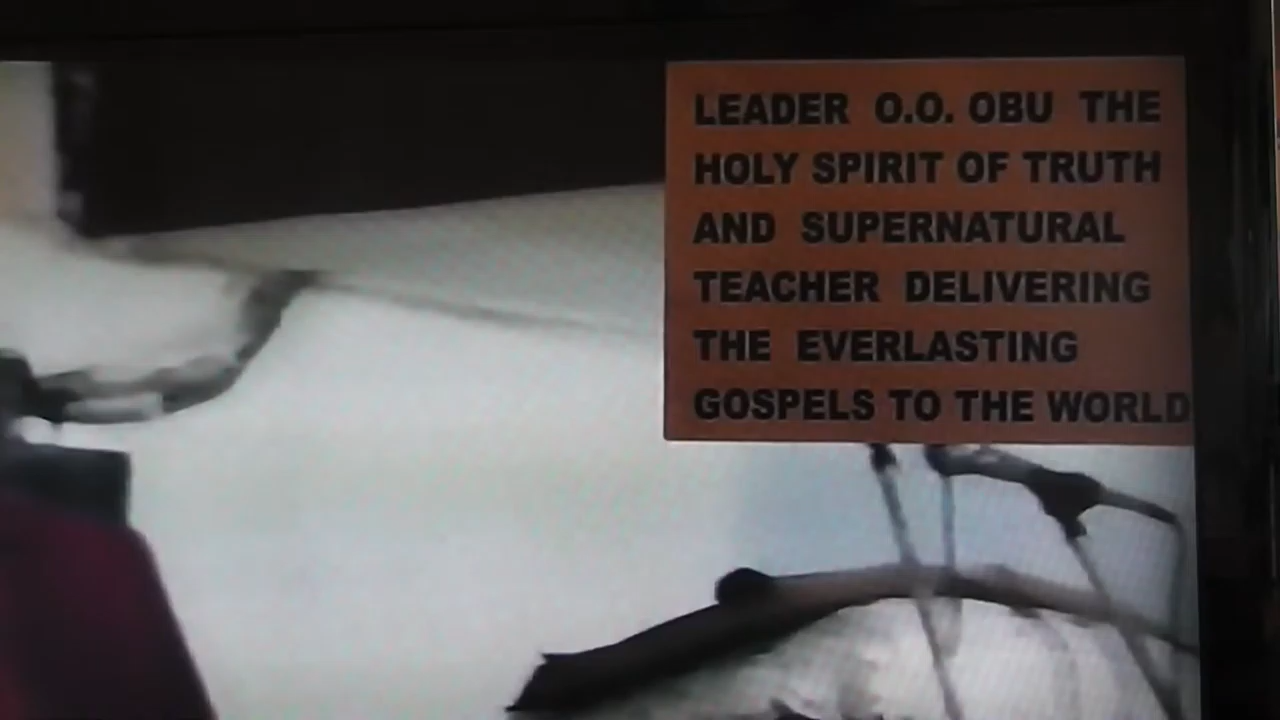 LEADER O.O. OBU THE
HOLY SPIRIT OF TRUTH
AND SUPERNATURAL
TEACHER DELIVERING
THE EVERLASTING
GOSPELS TO THE WORLD